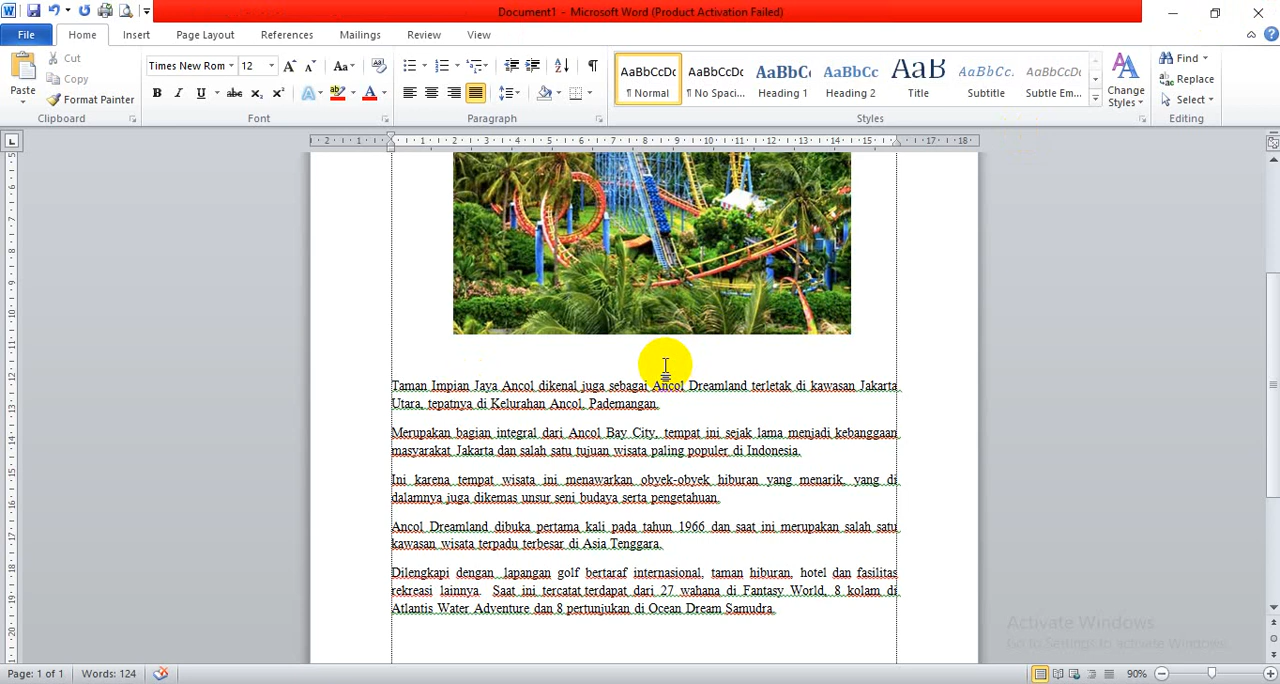 Document1 - Microsoft Word (Product Activation Failed)
File Home Insert Page Layout References Mailings Review View
Paste
Cut
Copy
Format Painter
Clipboard
Times New Rom 12
Font
Paragraph
AaBbCcDc AaBbCcDc AaBbCc AaBbCc AaB AaBbCc. AaBbCcDc
¶ Normal ¶ No Spaci... Heading 1 Heading 2 Title Subtitle Subtle Em...
Change Styles
Styles
Find
Replace
Select
Editing
Taman Impian Jaya Ancol dikenal juga sebagai Ancol Dreamland terletak di kawasan Jakarta
Utara, tepatnya di Kelurahan Ancol, Pademangan.
Merupakan bagian integral dari Ancol Bay City, tempat ini sejak lama menjadi kebanggaan
masyarakat Jakarta dan salah satu tujuan wisata paling populer di Indonesia.
Ini karena tempat wisata ini menawarkan obyek-obyek hiburan yang menarik, yang di
dalamnya juga dikemas unsur seni budaya serta pengetahuan.
Ancol Dreamland dibuka pertama kali pada tahun 1966 dan saat ini merupakan salah satu
kawasan wisata terpadu terbesar di Asia Tenggara.
Dilengkapi dengan lapangan golf bertaraf internasional, taman hiburan, hotel dan fasilitas
rekreasi lainnya. Saat ini tercatat terdapat dari 27 wahana di Fantasy World, 8 kolam di
Atlantis Water Adventure dan 8 pertunjukan di Ocean Dream Samudra.
Activate Windows
Go to Settings to activate Windows.
Page: 1 of 1 Words: 124 90%